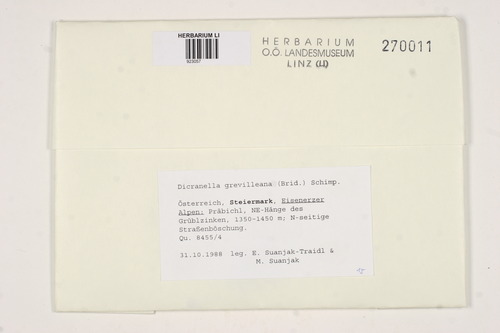 HERBARIUM LI
923057
HERBARIUM
O.Ö. LANDESMUSEUM
LINZ (LI)
270011
Dicranella grevilleana (Brid.) Schimp.
Österreich, Steiermark, Eisenerzer
Alpen: Präbichl, NE-Hänge des
Grüblzinken, 1350-1450 m; N-seitige
Straßenböschung.
Qu. 8455/4
31.10.1988 leg. E. Suanjak-Traidl &
M. Suanjak